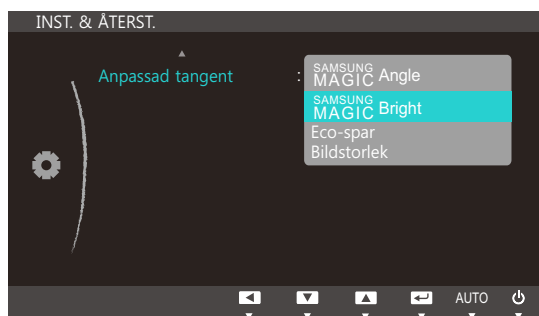 INST. & ÅTERST.
Anpassad tangent : SAMSUNG MAGIC Angle
SAMSUNG MAGIC Bright
Eco-spar
Bildstorlek
AUTO